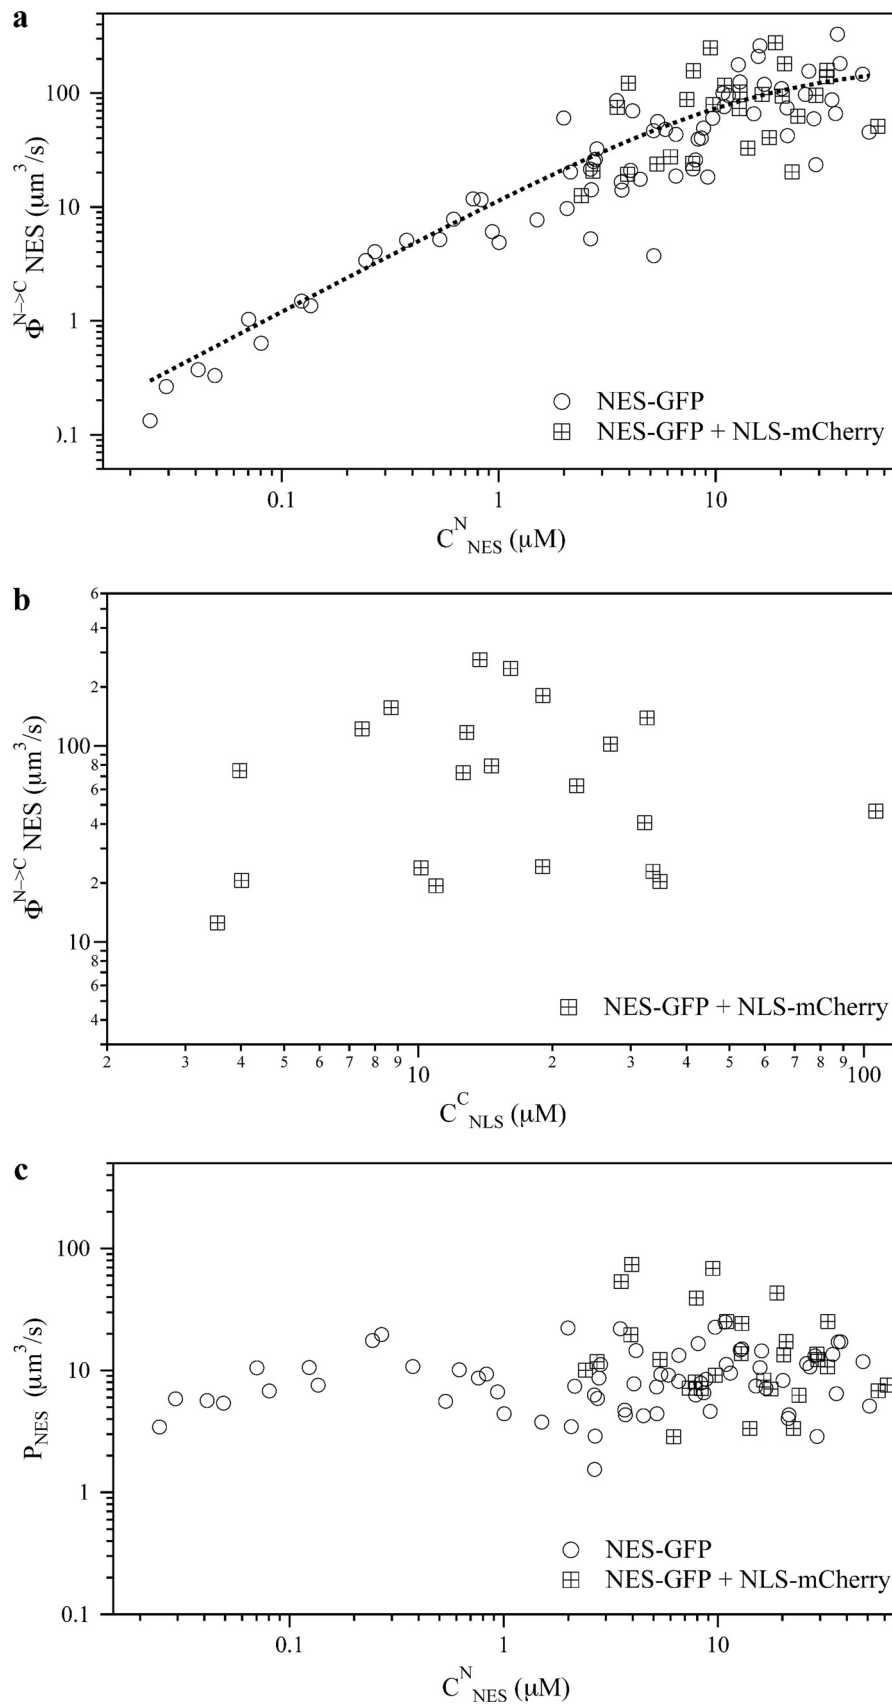 a
100
10
1
).1
Φ^N->C NES (μm³/s)
NES-GFP
NES-GFP + NLS-mCherry
0.1 1 10
C^N_NES (μM)
b
6
4
2
100
8
6
4
2
10
8
6
4
Φ^N->C NES (μm³/s)
NES-GFP + NLS-mCherry
2 3 4 5 6 7 8 9 10 2 3 4 5 6 7 8 9 100
C^C_NLS (μM)
c
100
10
1
0.1
P_NES (μm³/s)
NES-GFP
NES-GFP + NLS-mCherry
0.1 1 10
C^N_NES (μM)